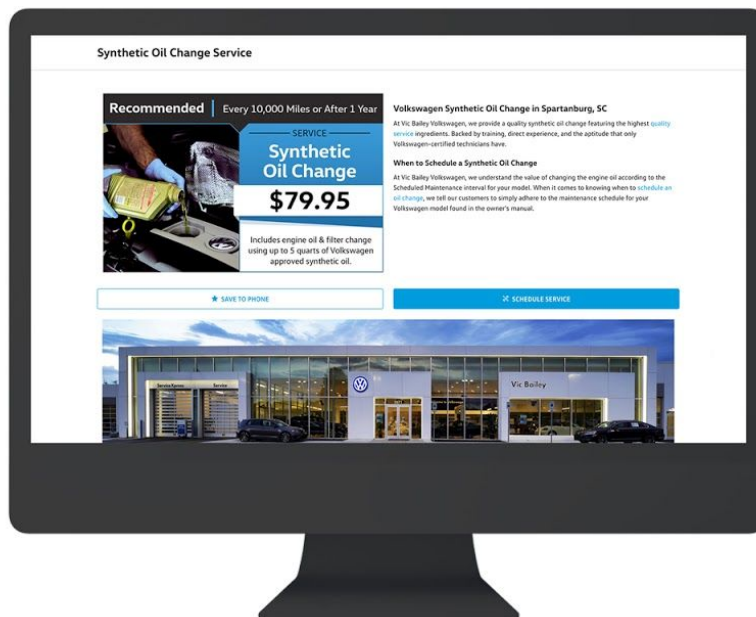 Synthetic Oil Change Service
Recommended | Every 10,000 Miles or After 1 Year
SERVICE
Synthetic
Oil Change
$79.95
Includes engine oil & filter change
using up to 5 quarts of Volkswagen
approved synthetic oil.
Volkswagen Synthetic Oil Change in Spartanburg, SC
At Vic Bailey Volkswagen, we provide a quality synthetic oil change featuring the highest quality
service ingredients. Backed by training, direct experience, and the aptitude that only
Volkswagen-certified technicians have.
When to Schedule a Synthetic Oil Change
At Vic Bailey Volkswagen, we understand the value of changing the engine oil according to the
Scheduled Maintenance interval for your model. When it comes to knowing when to schedule an
oil change, we tell our customers to simply adhere to the maintenance schedule for your
Volkswagen model found in the owner's manual.
SAVE TO PHONE
SCHEDULE SERVICE
Service Xpress
Service
Vic Bailey